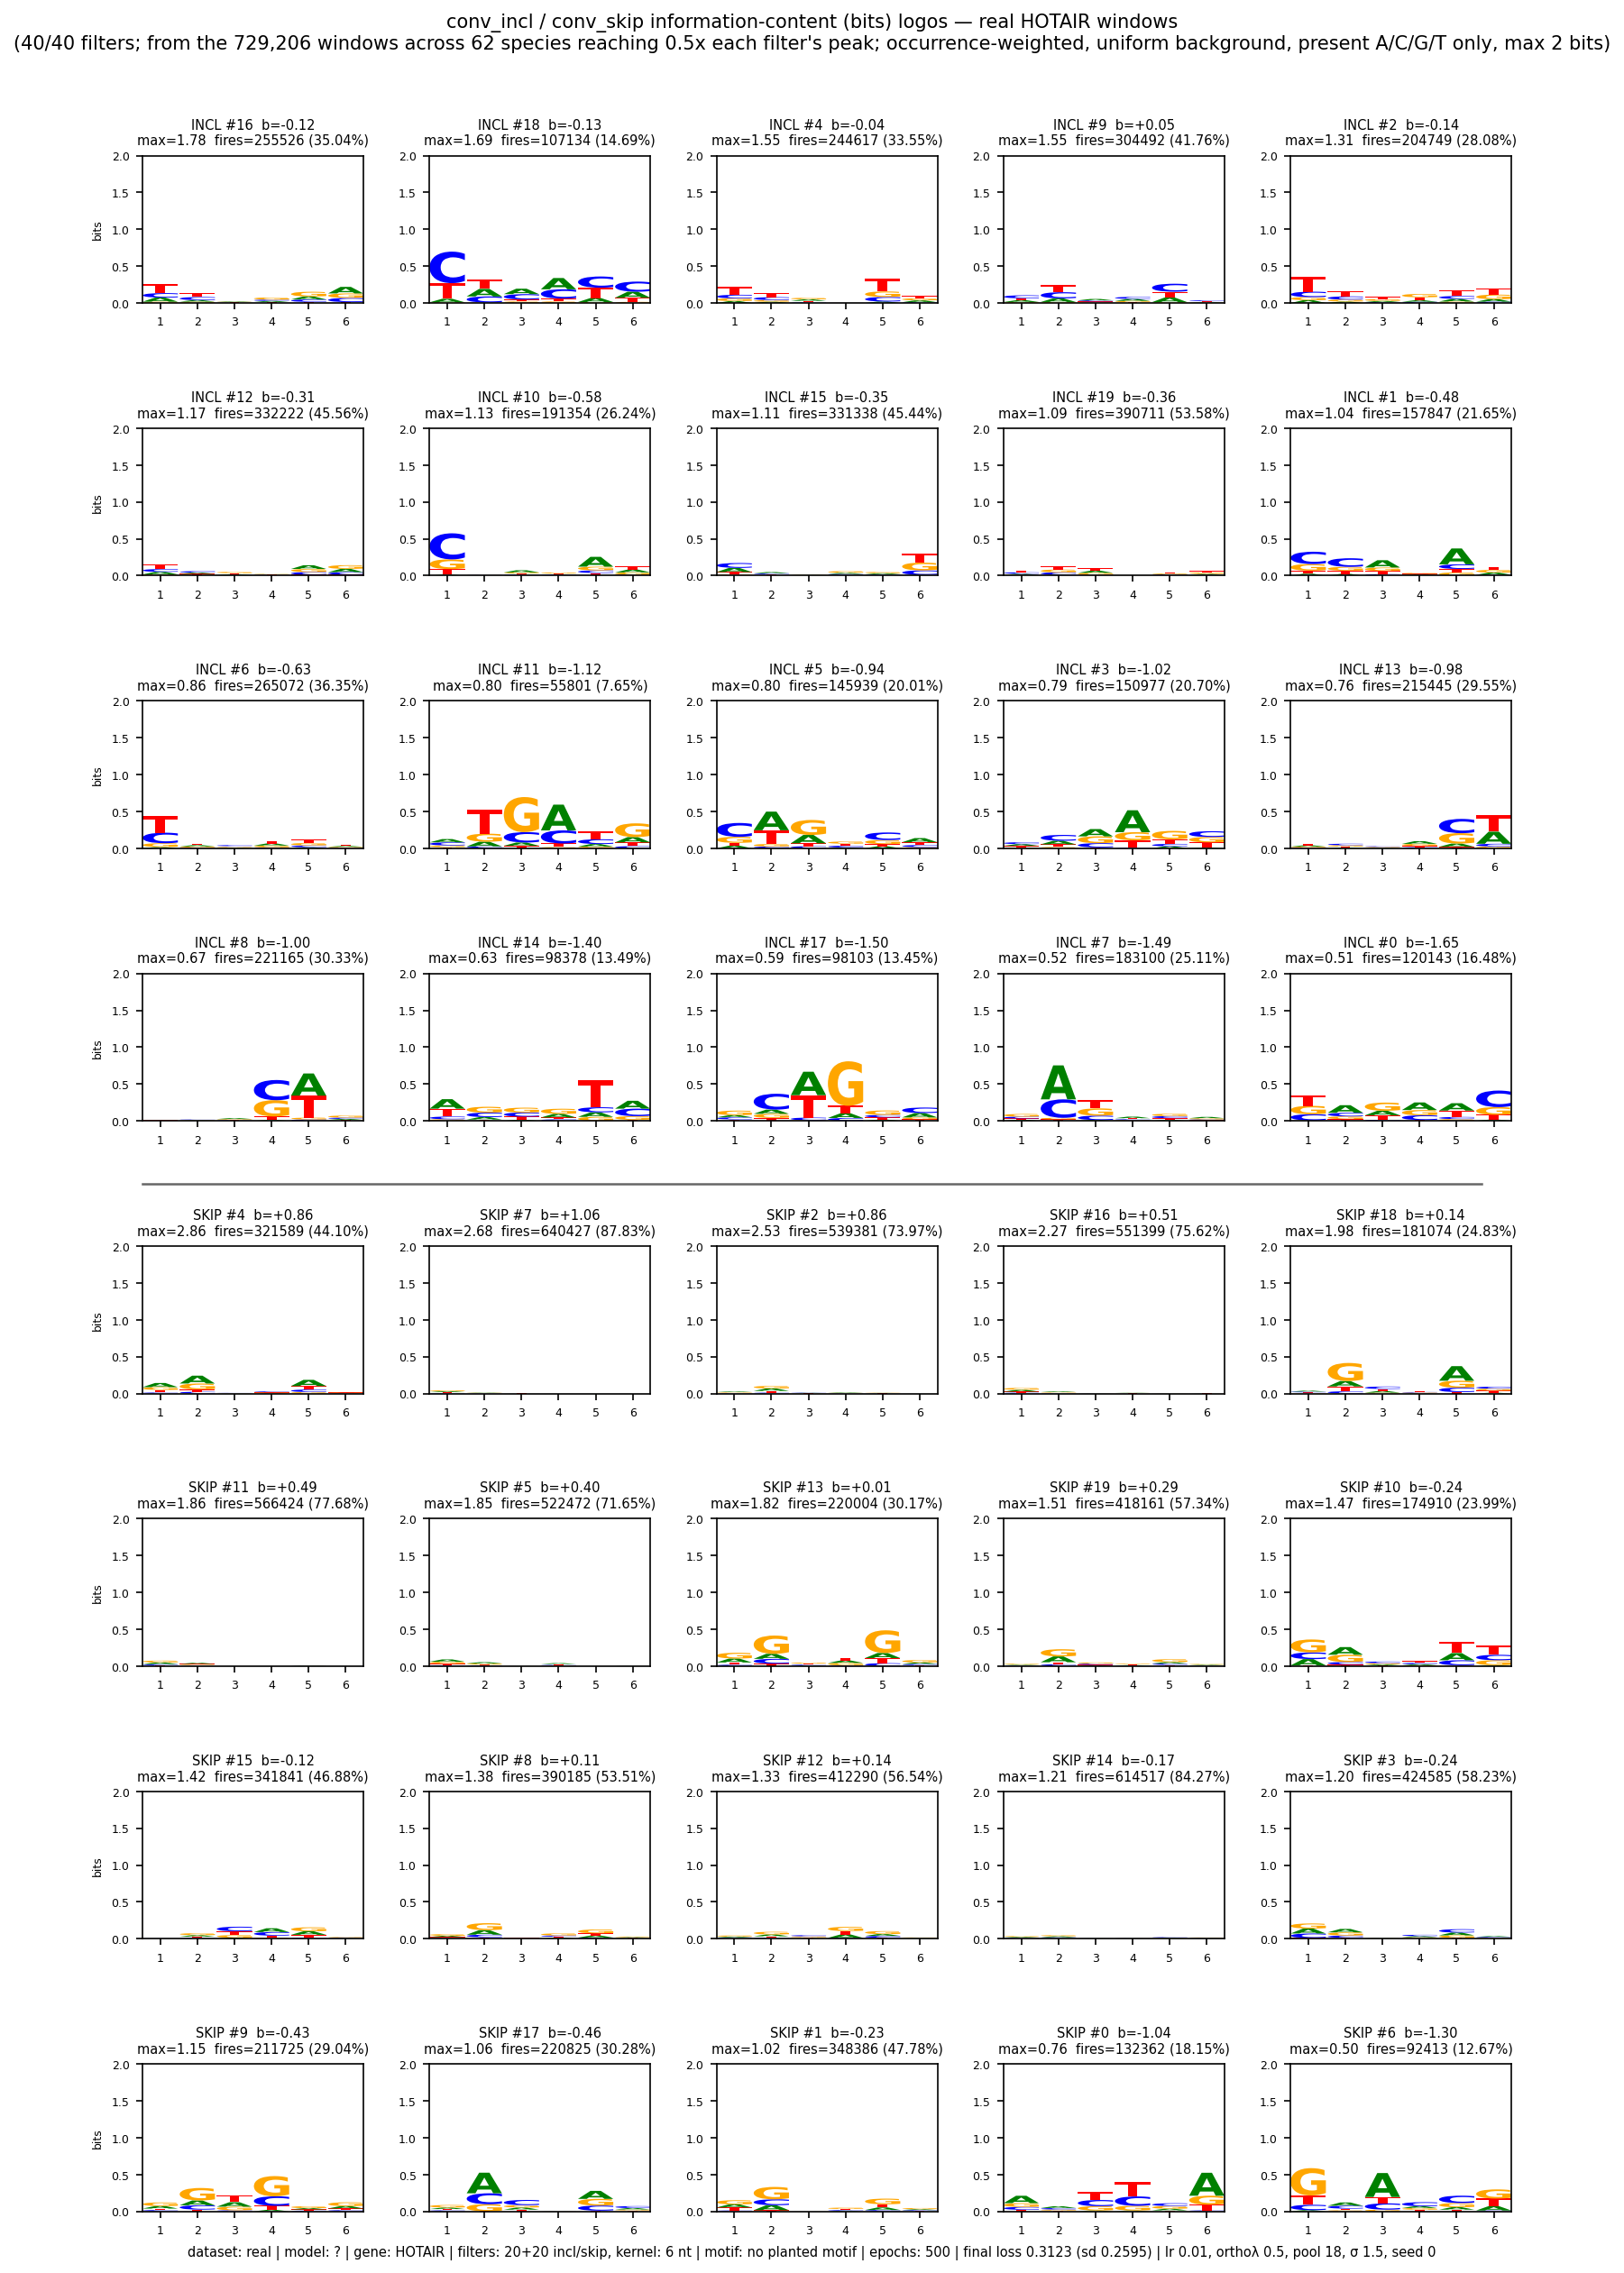 conv_incl / conv_skip information-content (bits) logos — real HOTAIR windows
(40/40 filters; from the 729,206 windows across 62 species reaching 0.5x each filter's peak; occurrence-weighted, uniform background, present A/C/G/T only, max 2 bits)
INCL #16 b=-0.12
max=1.78 fires=255526 (35.04%)
INCL #18 b=-0.13
max=1.69 fires=107134 (14.69%)
INCL #4 b=-0.04
max=1.55 fires=244617 (33.55%)
INCL #9 b=+0.05
max=1.55 fires=304492 (41.76%)
INCL #2 b=-0.14
max=1.31 fires=204749 (28.08%)
INCL #12 b=-0.31
max=1.17 fires=332222 (45.56%)
INCL #10 b=-0.58
max=1.13 fires=191354 (26.24%)
INCL #15 b=-0.35
max=1.11 fires=331338 (45.44%)
INCL #19 b=-0.36
max=1.09 fires=390711 (53.58%)
INCL #1 b=-0.48
max=1.04 fires=157847 (21.65%)
INCL #6 b=-0.63
max=0.86 fires=265072 (36.35%)
INCL #11 b=-1.12
max=0.80 fires=55801 (7.65%)
INCL #5 b=-0.94
max=0.80 fires=145939 (20.01%)
INCL #3 b=-1.02
max=0.79 fires=150977 (20.70%)
INCL #13 b=-0.98
max=0.76 fires=215445 (29.55%)
INCL #8 b=-1.00
max=0.67 fires=221165 (30.33%)
INCL #14 b=-1.40
max=0.63 fires=98378 (13.49%)
INCL #17 b=-1.50
max=0.59 fires=98103 (13.45%)
INCL #7 b=-1.49
max=0.52 fires=183100 (25.11%)
INCL #0 b=-1.65
max=0.51 fires=120143 (16.48%)
SKIP #4 b=+0.86
max=2.86 fires=321589 (44.10%)
SKIP #7 b=+1.06
max=2.68 fires=640427 (87.83%)
SKIP #2 b=+0.86
max=2.53 fires=539381 (73.97%)
SKIP #16 b=+0.51
max=2.27 fires=551399 (75.62%)
SKIP #18 b=+0.14
max=1.98 fires=181074 (24.83%)
SKIP #11 b=+0.49
max=1.86 fires=566424 (77.68%)
SKIP #5 b=+0.40
max=1.85 fires=522472 (71.65%)
SKIP #13 b=+0.01
max=1.82 fires=220004 (30.17%)
SKIP #19 b=+0.29
max=1.51 fires=418161 (57.34%)
SKIP #10 b=-0.24
max=1.47 fires=174910 (23.99%)
SKIP #15 b=-0.12
max=1.42 fires=341841 (46.88%)
SKIP #8 b=+0.11
max=1.38 fires=390185 (53.51%)
SKIP #12 b=+0.14
max=1.33 fires=412290 (56.54%)
SKIP #14 b=-0.17
max=1.21 fires=614517 (84.27%)
SKIP #3 b=-0.24
max=1.20 fires=424585 (58.23%)
SKIP #9 b=-0.43
max=1.15 fires=211725 (29.04%)
SKIP #17 b=-0.46
max=1.06 fires=220825 (30.28%)
SKIP #1 b=-0.23
max=1.02 fires=348386 (47.78%)
SKIP #0 b=-1.04
max=0.76 fires=132362 (18.15%)
SKIP #6 b=-1.30
max=0.50 fires=92413 (12.67%)
dataset: real | model: ? | gene: HOTAIR | filters: 20+20 incl/skip, kernel: 6 nt | motif: no planted motif | epochs: 500 | final loss 0.3123 (sd 0.2595) | lr 0.01, orthoλ 0.5, pool 18, σ 1.5, seed 0